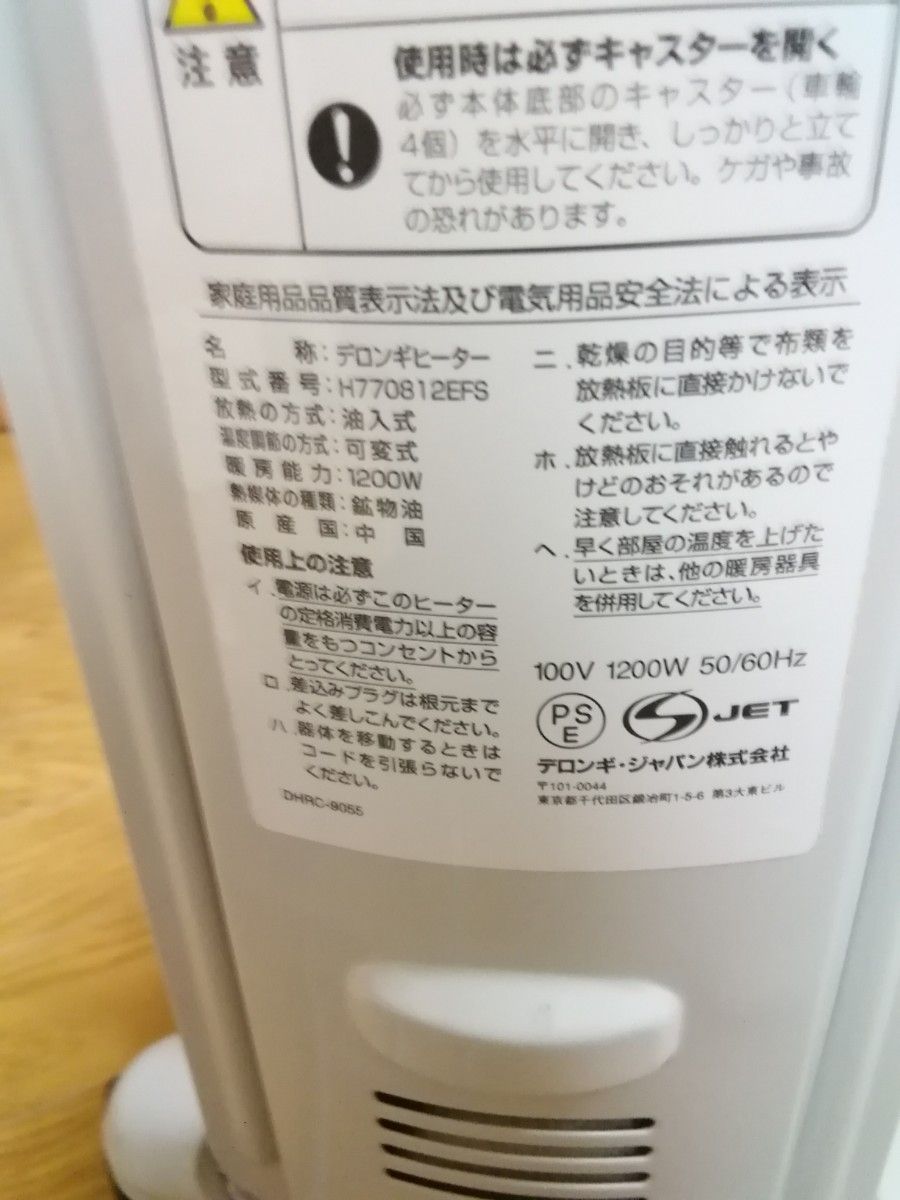 注意
使用時は必ずキャスターを開く
必ず本体底部のキャスター(車輪
4個)を水平に開き、しっかりと立て
てから使用してください。ケガや事故
の恐れがあります。
家庭用品品質表示法及び電気用品安全法による表示
名称:デロンギヒーター
型式番号:H770812EFS
放熱の方式:油入式
温度調節の方式:可変式
暖房能力:1200W
熱媒体の種類:鉱物油
原産国:中国
使用上の注意
イ.電源は必ずこのヒーター
の定格消費電力以上の容
量をもつコンセントから
とってください。
ロ.差込みプラグは根元まで
よく差しこんでください。
ハ.器体を移動するときは
コードを引張らないで
ください。
DHRC-9055
ニ.乾燥の目的等で布類を
放熱板に直接かけないで
ください。
ホ.放熱板に直接触れるとや
けどのおそれがあるので
注意してください。
ヘ.早く部屋の温度を上げた
いときは、他の暖房器具
を併用してください。
100V 1200W 50/60Hz
PS
E
JET
デロンギ・ジャパン株式会社
〒101-0044
東京都千代田区鍛冶町1-5-6 第3大東ビル